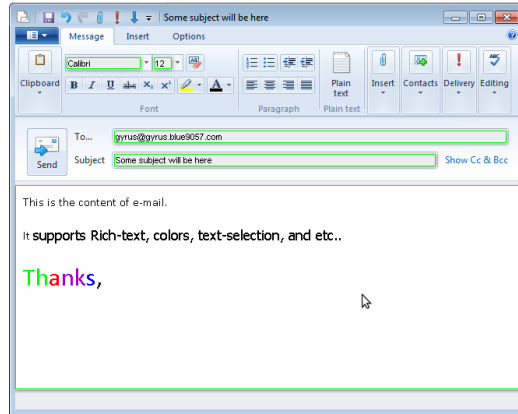 Some subject will be here
Message Insert Options
Calibri 12
Clipboard B I U abc X₂ X² A Plain text Insert Contacts Delivery Editing
Font Paragraph Plain text
To... gyrus@gyrus.blue9057.com
Send Subject Some subject will be here Show Cc & Bcc
This is the content of e-mail.
It supports Rich-text, colors, text-selection, and etc..
Thanks,